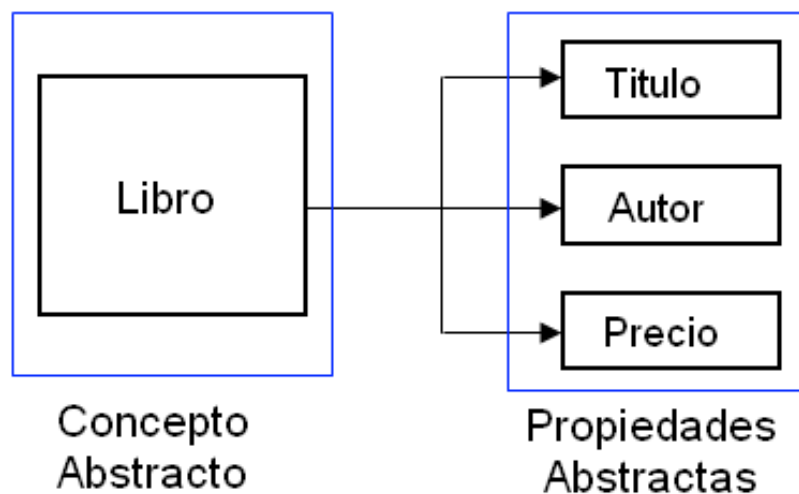 Libro
Titulo
Autor
Precio
Concepto
Abstracto
Propiedades
Abstractas